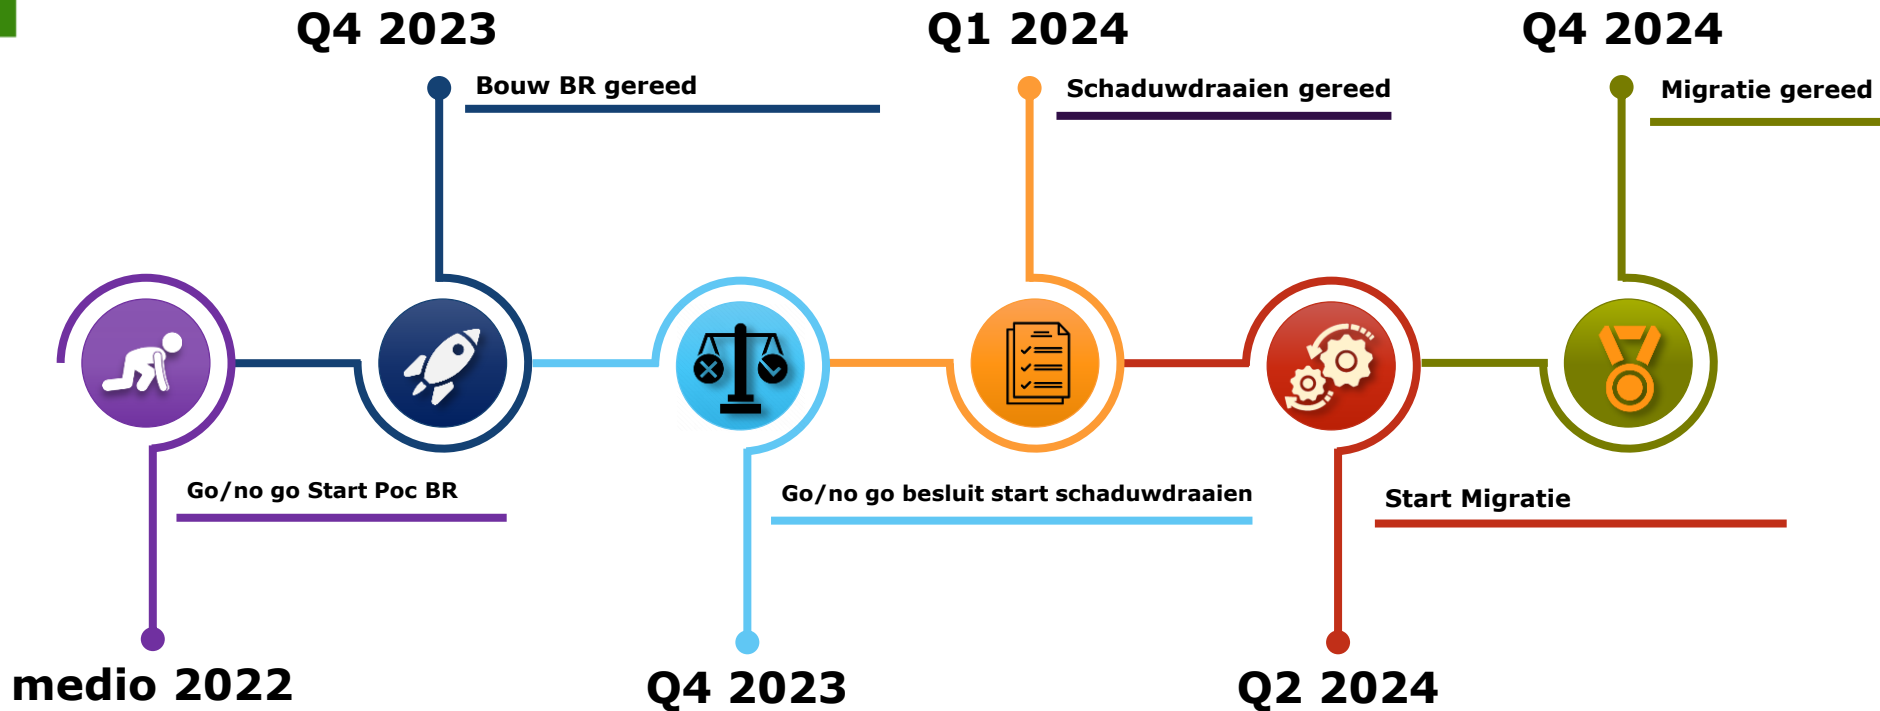 Q4 2023
Q1 2024
Q4 2024
Bouw BR gereed
Schaduwdraaien gereed
Migratie gereed
Go/no go Start Poc BR
Go/no go besluit start schaduwdraaien
Start Migratie
medio 2022
Q4 2023
Q2 2024